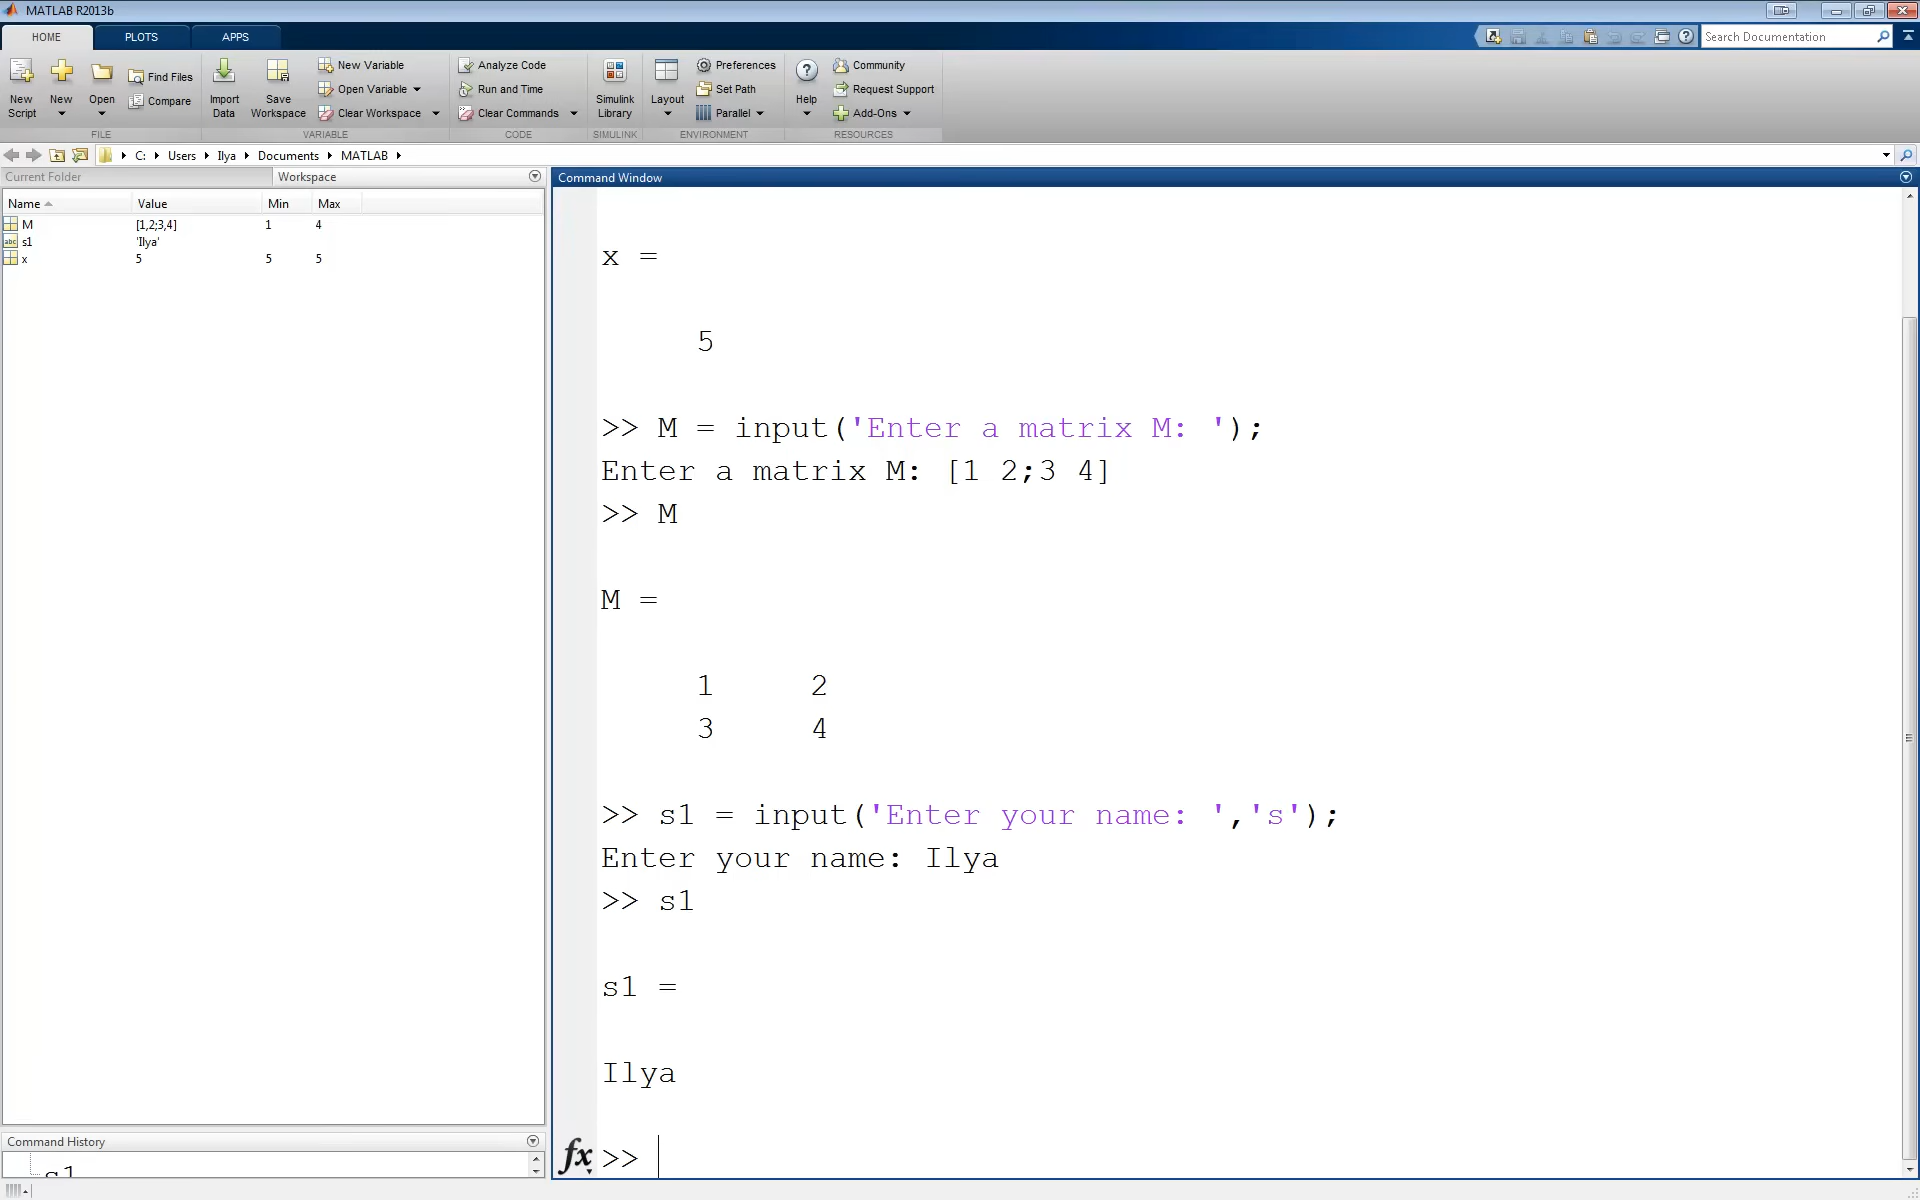 MATLAB R2013b
HOME PLOTS APPS
Search Documentation
New Script New Open Find Files Compare
FILE
Import Data Save Workspace New Variable Open Variable Clear Workspace
VARIABLE
Analyze Code Run and Time Clear Commands
CODE
Simulink Library
SIMULINK
Layout Preferences Set Path Parallel
ENVIRONMENT
Help Community Request Support Add-Ons
RESOURCES
C: Users Ilya Documents MATLAB
Current Folder Workspace
Name Value Min Max
M [1,2;3,4] 1 4
abc s1 'Ilya'
x 5 5 5
Command History
s1
Command Window
x =
5
>> M = input('Enter a matrix M: ');
Enter a matrix M: [1 2;3 4]
>> M
M =
1 2
3 4
>> s1 = input('Enter your name: ','s');
Enter your name: Ilya
>> s1
s1 =
Ilya
fx >>